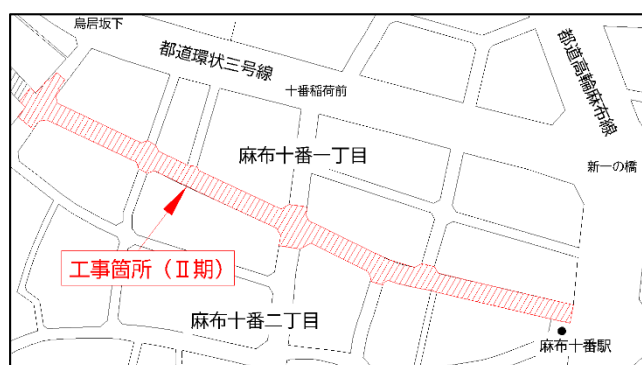 鳥居坂下
都道環状三号線
十番稲荷前
都道高輪麻布線
麻布十番一丁目
新一の橋
工事箇所（Ⅱ期）
麻布十番二丁目
麻布十番駅